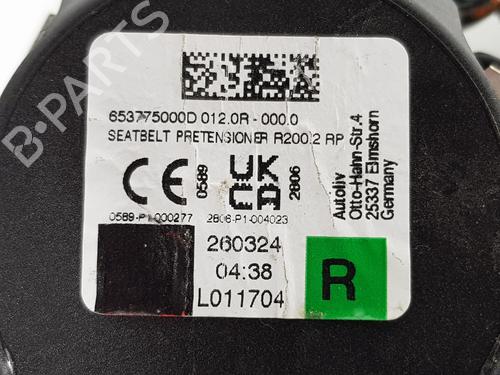 653775000D 012.0R - 000.0
SEATBELT PRETENSIONER R200.2 RP
CE 0589
UK CA 2806
0589-P1-000277 2806-P1-004023
Autoliv
Otto-Hahn-Str.4
25337 Elmshorn
Germany
260324
04:38
L011704
R
B-PARTS